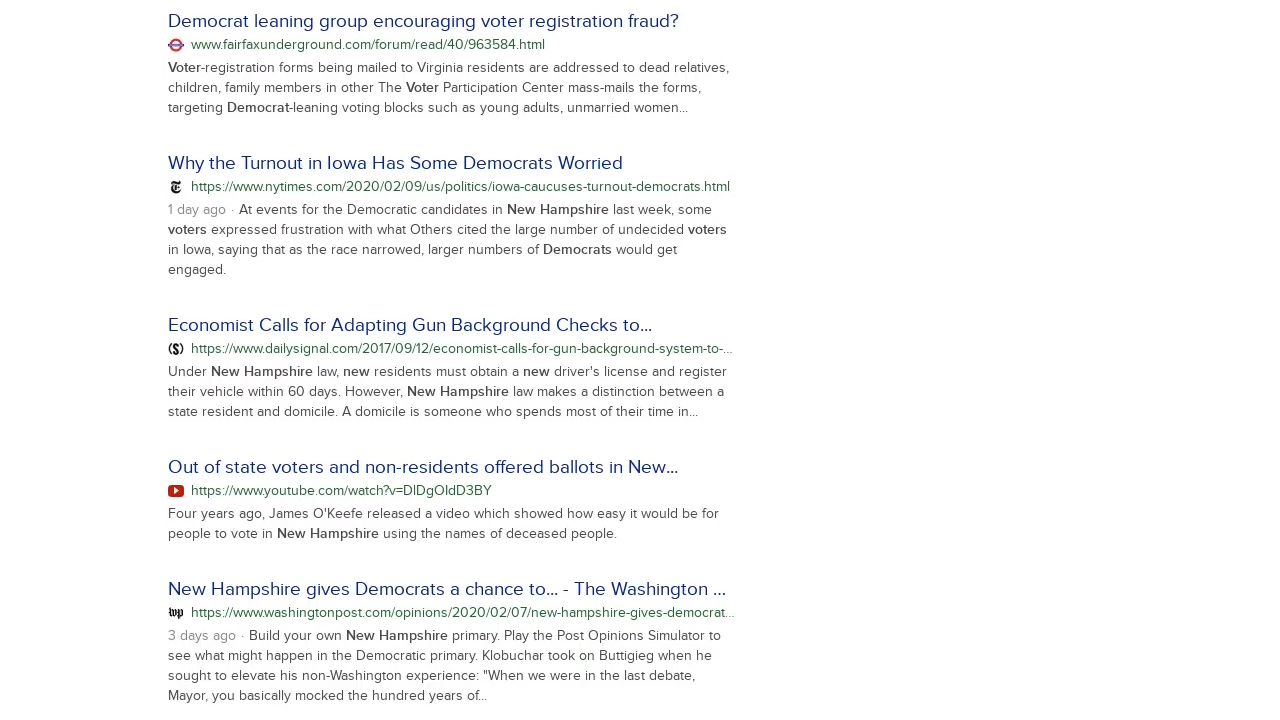 Democrat leaning group encouraging voter registration fraud?
www.fairfaxunderground.com/forum/read/40/963584.html
Voter-registration forms being mailed to Virginia residents are addressed to dead relatives,
children, family members in other The Voter Participation Center mass-mails the forms,
targeting Democrat-leaning voting blocks such as young adults, unmarried women...
Why the Turnout in Iowa Has Some Democrats Worried
https://www.nytimes.com/2020/02/09/us/politics/iowa-caucuses-turnout-democrats.html
1 day ago · At events for the Democratic candidates in New Hampshire last week, some
voters expressed frustration with what Others cited the large number of undecided voters
in Iowa, saying that as the race narrowed, larger numbers of Democrats would get
engaged.
Economist Calls for Adapting Gun Background Checks to...
https://www.dailysignal.com/2017/09/12/economist-calls-for-gun-background-system-to-...
Under New Hampshire law, new residents must obtain a new driver's license and register
their vehicle within 60 days. However, New Hampshire law makes a distinction between a
state resident and domicile. A domicile is someone who spends most of their time in...
Out of state voters and non-residents offered ballots in New...
https://www.youtube.com/watch?v=DlDgOIdD3BY
Four years ago, James O'Keefe released a video which showed how easy it would be for
people to vote in New Hampshire using the names of deceased people.
New Hampshire gives Democrats a chance to... - The Washington ...
https://www.washingtonpost.com/opinions/2020/02/07/new-hampshire-gives-democrat...
3 days ago · Build your own New Hampshire primary. Play the Post Opinions Simulator to
see what might happen in the Democratic primary. Klobuchar took on Buttigieg when he
sought to elevate his non-Washington experience: "When we were in the last debate,
Mayor, you basically mocked the hundred years of...